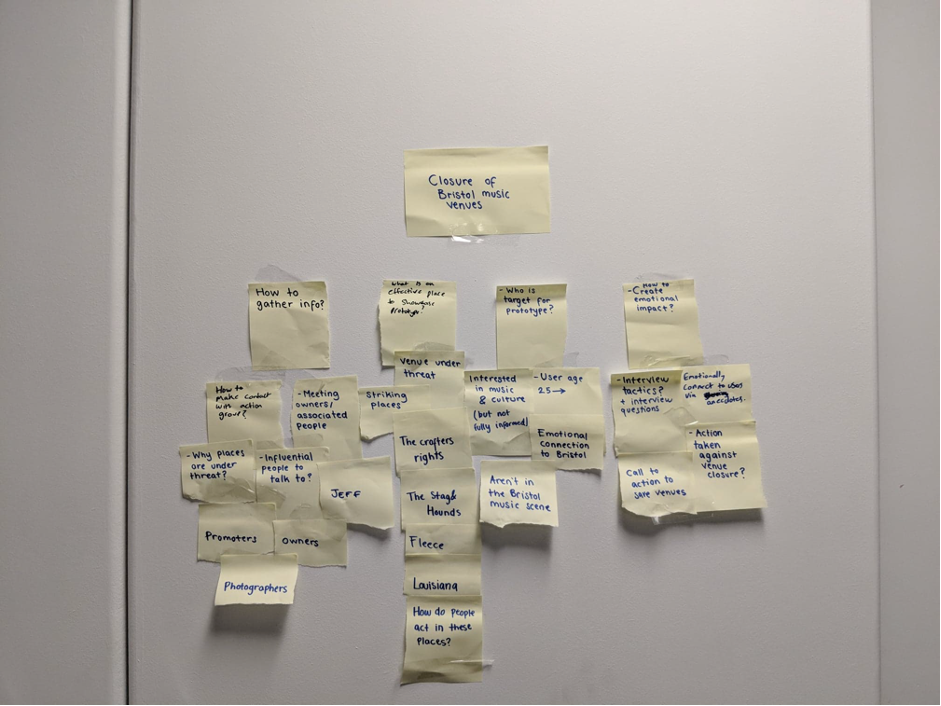 Closure of
Bristol music
venues
How to
gather info?
What is an
effective place
to showcase
prototype?
- Who is
target for
prototype?
How to
- Create
emotional
impact?
How to
make contact
with action
group?
- Meeting
owners/
associated
people
- Why places
are under
threat?
- Influential
people to
talk to?
JEFF
Promoters
Owners
Photographers
Venue under
threat
Striking
places
The crafters
rights
The Stag &
Hounds
Fleece
Louisiana
How do people
act in these
places?
Interested
in music
& culture
(but not
fully informed)
- User age
25→
Emotional
connection
to Bristol
Aren't in
the Bristol
music scene
- Interview
tactics?
+ interview
questions
Emotionally
connect to users
via
anecdotes.
Call to
action to
safe venues
- Action
taken
against
venue
closure?